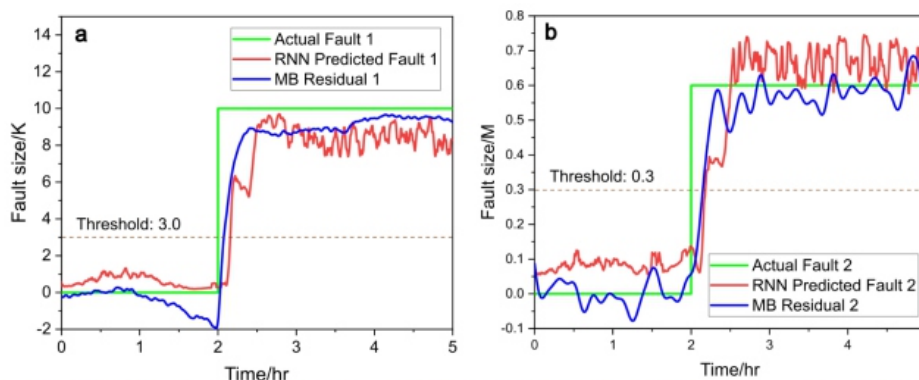 a
Actual Fault 1
RNN Predicted Fault 1
MB Residual 1
Threshold: 3.0
Fault size/K
14
12
10
8
6
4
2
0
-2
0 1 2 3 4 5
Time/hr
b
Threshold: 0.3
Actual Fault 2
RNN Predicted Fault 2
MB Residual 2
Fault size/M
0.8
0.7
0.6
0.5
0.4
0.3
0.2
0.1
0.0
-0.1
0 1 2 3 4
Time/hr